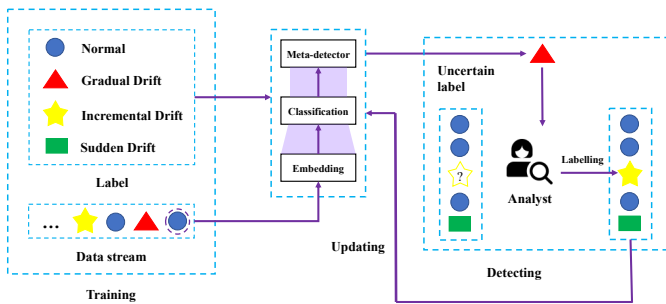 Normal
Gradual Drift
Incremental Drift
Sudden Drift
Label
...
Data stream
Training
Meta-detector
Classification
Embedding
Updating
Uncertain
label
?
Analyst
Labelling
Detecting